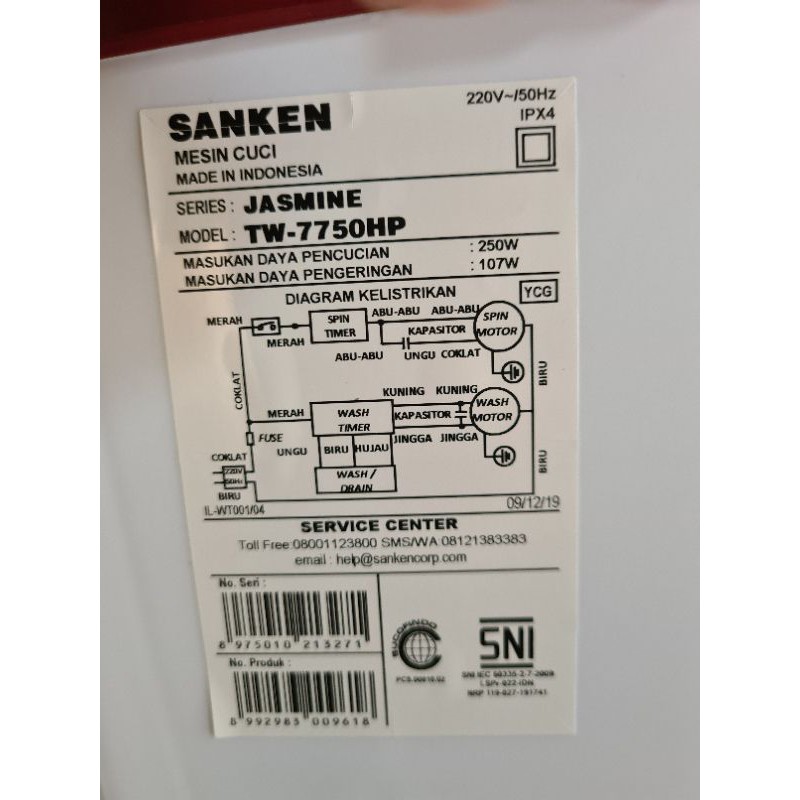 SANKEN
220V~/50Hz
IPX4
MESIN CUCI
MADE IN INDONESIA
SERIES : JASMINE
MODEL : TW-7750HP
MASUKAN DAYA PENCUCIAN : 250W
MASUKAN DAYA PENGERINGAN : 107W
DIAGRAM KELISTRIKAN YCG
MERAH
MERAH
SPIN
TIMER
ABU-ABU
ABU-ABU
KAPASITOR
ABU-ABU
UNGU COKLAT
SPIN
MOTOR
BIRU
COKLAT
KUNING KUNING
MERAH
WASH
TIMER
KAPASITOR
WASH
MOTOR
JINGGA JINGGA
FUSE
UNGU
BIRU
HUJAU
BIRU
COKLAT
220V
50Hz
BIRU
WASH /
DRAIN
IL-WT001/04
09/12/19
SERVICE CENTER
Toll Free:08001123800 SMS/WA 08121383383
email : help@sankencorp.com
No. Seri :
8 975010 213271
No. Produk :
8 992985 009618
SUCOFINDO
SNI